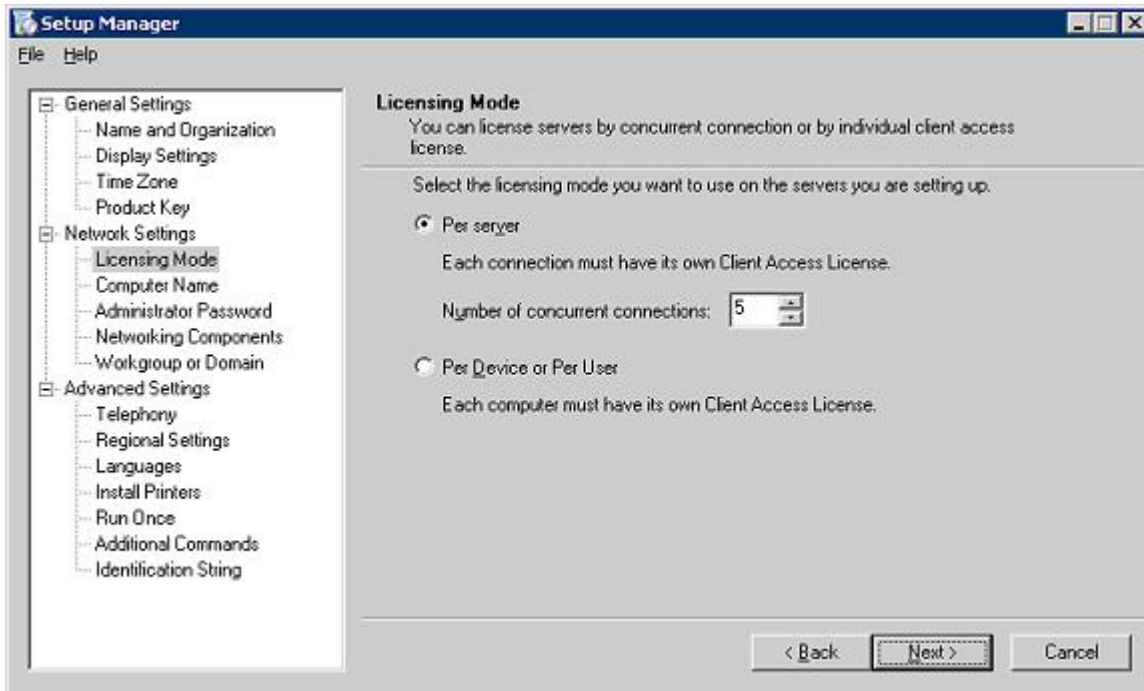 Setup Manager
File Help
General Settings
Name and Organization
Display Settings
Time Zone
Product Key
Network Settings
Licensing Mode
Computer Name
Administrator Password
Networking Components
Workgroup or Domain
Advanced Settings
Telephony
Regional Settings
Languages
Install Printers
Run Once
Additional Commands
Identification String
Licensing Mode
You can license servers by concurrent connection or by individual client access
license.
Select the licensing mode you want to use on the servers you are setting up.
Per server
Each connection must have its own Client Access License.
Number of concurrent connections: 5
Per Device or Per User
Each computer must have its own Client Access License.
< Back Next > Cancel